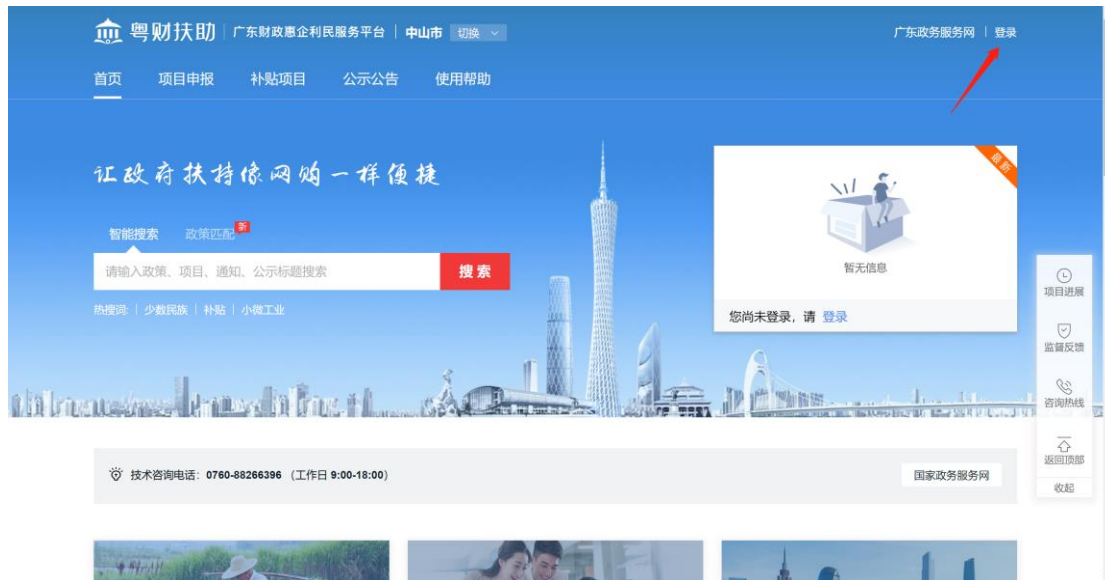 粤财扶助 | 广东财政惠企利民服务平台 | 中山市 切换
广东政务服务网 | 登录
首页 项目申报 补贴项目 公示公告 使用帮助
让政府扶持像网购一样便捷
最新
智能搜索 政策匹配 新
请输入政策、项目、通知、公示标题搜索 搜索
热搜词: | 少数民族 | 补贴 | 小微工业
暂无信息
您尚未登录，请 登录
项目进展
监督反馈
咨询热线
返回顶部
收起
技术咨询电话：0760-88266396 （工作日 9:00-18:00）
国家政务服务网